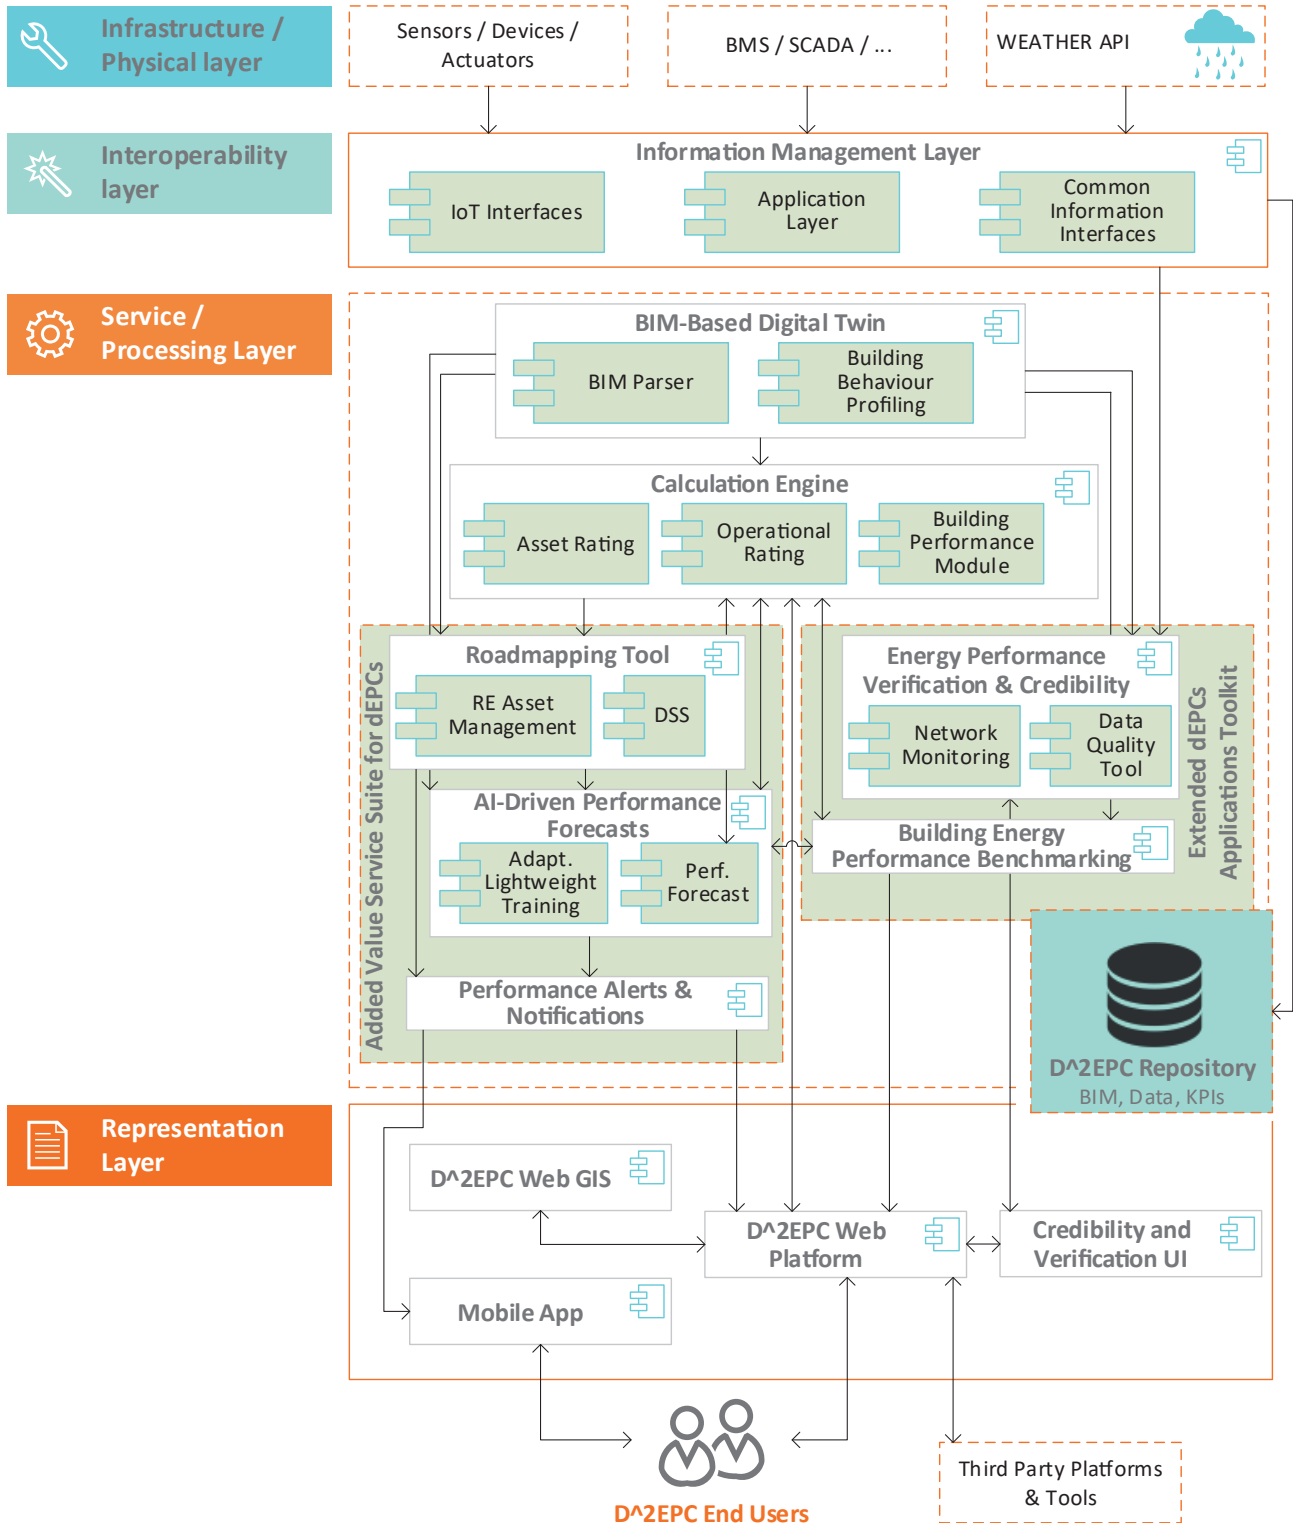 Infrastructure /
Physical layer
Sensors / Devices /
Actuators
BMS / SCADA / ...
WEATHER API
Interoperability
layer
Information Management Layer
IoT Interfaces
Application
Layer
Common
Information
Interfaces
Service /
Processing Layer
BIM-Based Digital Twin
BIM Parser
Building
Behaviour
Profiling
Calculation Engine
Asset Rating
Operational
Rating
Building
Performance
Module
Added Value Service Suite for dEPCs
Roadmapping Tool
RE Asset
Management
DSS
AI-Driven Performance
Forecasts
Adapt.
Lightweight
Training
Perf.
Forecast
Performance Alerts &
Notifications
Energy Performance
Verification & Credibility
Network
Monitoring
Data
Quality
Tool
Building Energy
Performance Benchmarking
Extended dEPCs
Applications Toolkit
D^2EPC Repository
BIM, Data, KPIs
Representation
Layer
D^2EPC Web GIS
D^2EPC Web
Platform
Credibility and
Verification UI
Mobile App
D^2EPC End Users
Third Party Platforms
& Tools